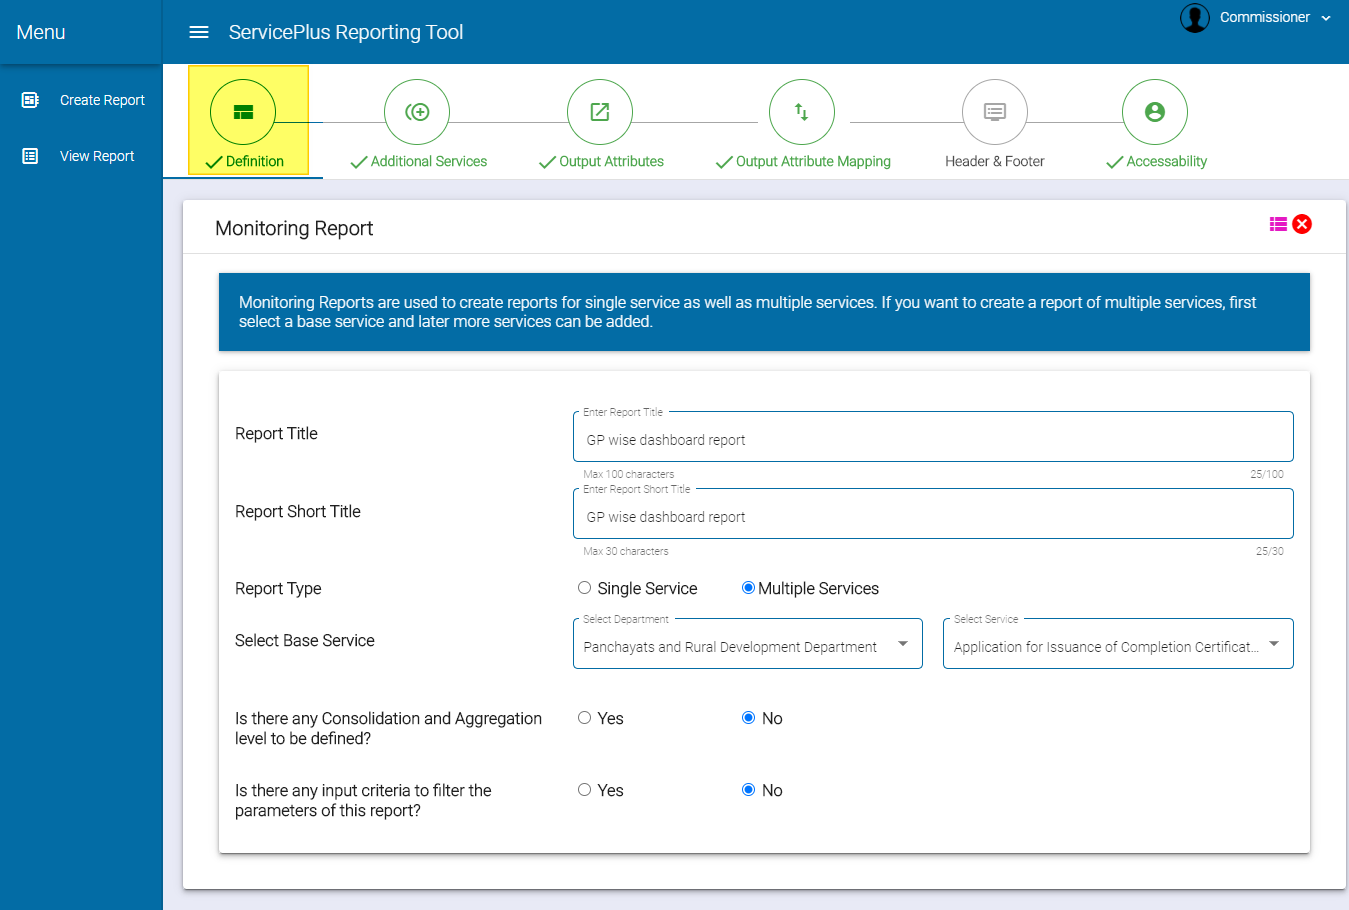 Menu
ServicePlus Reporting Tool
Commissioner
Create Report
View Report
Definition
Additional Services
Output Attributes
Output Attribute Mapping
Header & Footer
Accessability
Monitoring Report
Monitoring Reports are used to create reports for single service as well as multiple services. If you want to create a report of multiple services, first
select a base service and later more services can be added.
Report Title
Enter Report Title
GP wise dashboard report
Max 100 characters
25/100
Report Short Title
Enter Report Short Title
GP wise dashboard report
Max 30 characters
25/30
Report Type
Single Service
Multiple Services
Select Base Service
Select Department
Panchayats and Rural Development Department
Select Service
Application for Issuance of Completion Certificat...
Is there any Consolidation and Aggregation
level to be defined?
Yes
No
Is there any input criteria to filter the
parameters of this report?
Yes
No